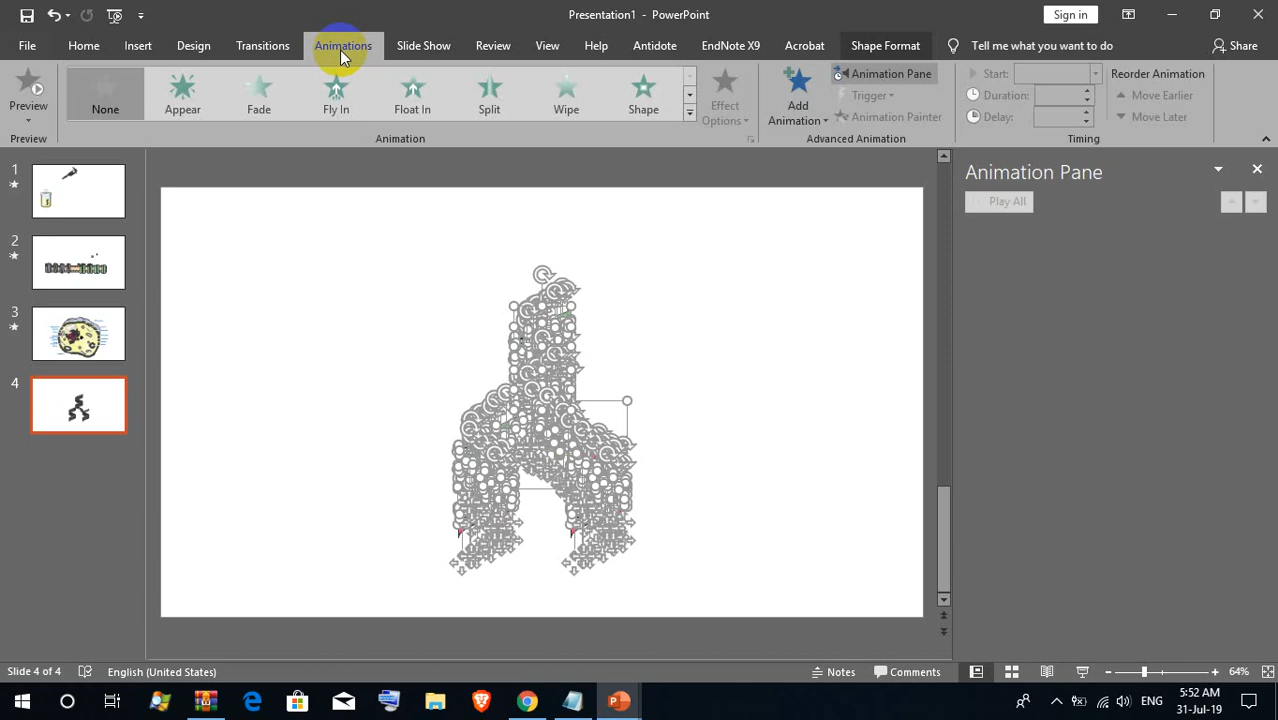 Presentation1 - PowerPoint
Sign in
File Home Insert Design Transitions Animations Slide Show Review View Help Antidote EndNote X9 Acrobat Shape Format Tell me what you want to do Share
Preview
None Appear Fade Fly In Float In Split Wipe Shape
Effect Options
Add Animation
Animation Pane
Trigger
Animation Painter
Start:
Duration:
Delay:
Reorder Animation
Move Earlier
Move Later
Preview Animation Advanced Animation Timing
1
2
3
4
Animation Pane
Play All
Slide 4 of 4 English (United States) Notes Comments 64%
ENG
5:52 AM
31-Jul-19